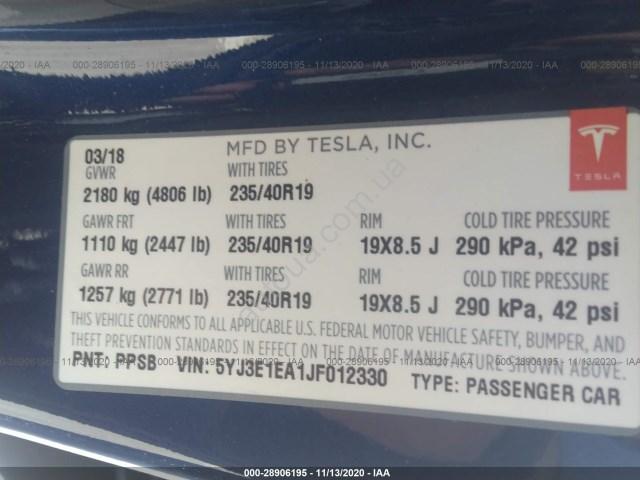 000-28906195 - 11/13/2020 - IAA
03/18 MFD BY TESLA, INC.
GVWR WITH TIRES
2180 kg (4806 lb) 235/40R19
TESLA
GAWR FRT WITH TIRES RIM COLD TIRE PRESSURE
1110 kg (2447 lb) 235/40R19 19X8.5 J 290 kPa, 42 psi
GAWR RR WITH TIRES RIM COLD TIRE PRESSURE
1257 kg (2771 lb) 235/40R19 19X8.5 J 290 kPa, 42 psi
THIS VEHICLE CONFORMS TO ALL APPLICABLE U.S. FEDERAL MOTOR VEHICLE SAFETY, BUMPER, AND
THEFT PREVENTION STANDARDS IN EFFECT ON THE DATE OF MANUFACTURE SHOWN ABOVE.
PNT: PPSB VIN: 5YJ3E1EA1JF012330 TYPE: PASSENGER CAR
000-28906195 - 11/13/2020 - IAA